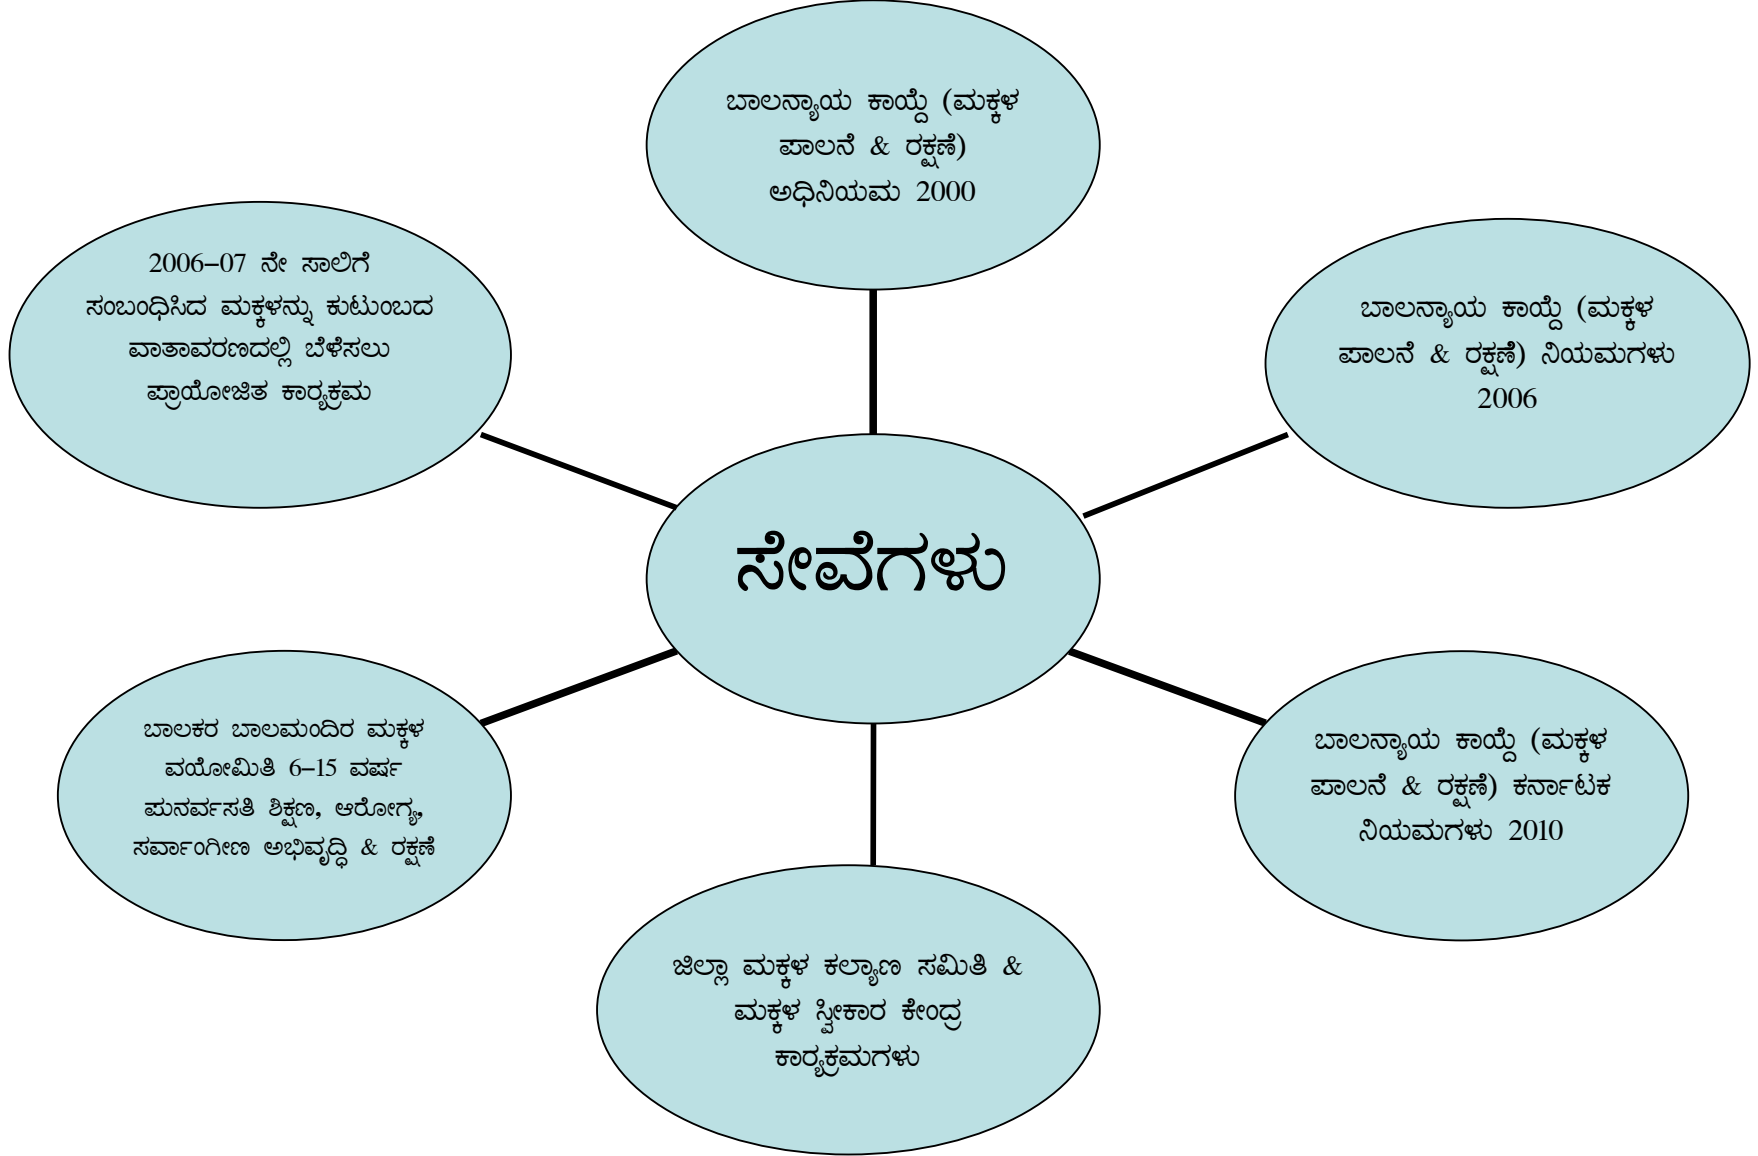 ಬಾಲನ್ಯಾಯ ಕಾಯ್ದೆ (ಮಕ್ಕಳ
ಪಾಲನೆ & ರಕ್ಷಣೆ)
ಅಧಿನಿಯಮ 2000
2006–07 ನೇ ಸಾಲಿಗೆ
ಸಂಬಂಧಿಸಿದ ಮಕ್ಕಳನ್ನು ಕುಟುಂಬದ
ವಾತಾವರಣದಲ್ಲಿ ಬೆಳೆಸಲು
ಪ್ರಾಯೋಜಿತ ಕಾರ‍್ಯಕ್ರಮ
ಬಾಲನ್ಯಾಯ ಕಾಯ್ದೆ (ಮಕ್ಕಳ
ಪಾಲನೆ & ರಕ್ಷಣೆ) ನಿಯಮಗಳು
2006
ಸೇವೆಗಳು
ಬಾಲಕರ ಬಾಲಮಂದಿರ ಮಕ್ಕಳ
ವಯೋಮಿತಿ 6–15 ವರ್ಷ
ಪುನರ್ವಸತಿ ಶಿಕ್ಷಣ, ಆರೋಗ್ಯ,
ಸರ್ವಾಂಗೀಣ ಅಭಿವೃದ್ಧಿ & ರಕ್ಷಣೆ
ಬಾಲನ್ಯಾಯ ಕಾಯ್ದೆ (ಮಕ್ಕಳ
ಪಾಲನೆ & ರಕ್ಷಣೆ) ಕರ್ನಾಟಕ
ನಿಯಮಗಳು 2010
ಜಿಲ್ಲಾ ಮಕ್ಕಳ ಕಲ್ಯಾಣ ಸಮಿತಿ &
ಮಕ್ಕಳ ಸ್ವೀಕಾರ ಕೇಂದ್ರ
ಕಾರ‍್ಯಕ್ರಮಗಳು